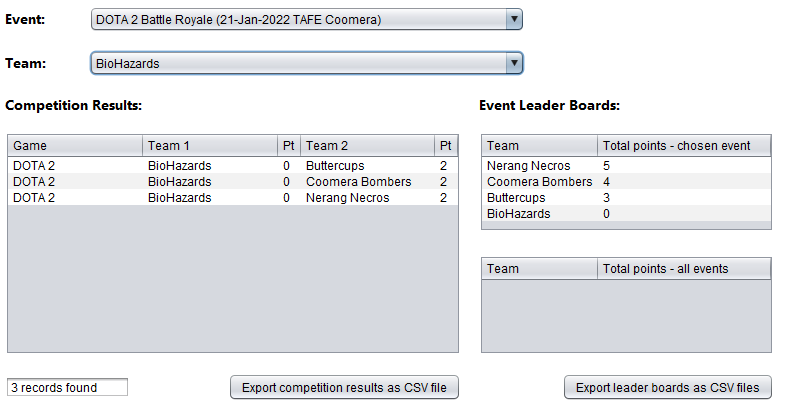 Event: DOTA 2 Battle Royale (21-Jan-2022 TAFE Coomera)
Team: BioHazards
Competition Results:
Game Team 1 Pt Team 2 Pt
DOTA 2 BioHazards 0 Buttercups 2
DOTA 2 BioHazards 0 Coomera Bombers 2
DOTA 2 BioHazards 0 Nerang Necros 2
3 records found
Export competition results as CSV file
Event Leader Boards:
Team Total points - chosen event
Nerang Necros 5
Coomera Bombers 4
Buttercups 3
BioHazards 0
Team Total points - all events
Export leader boards as CSV files